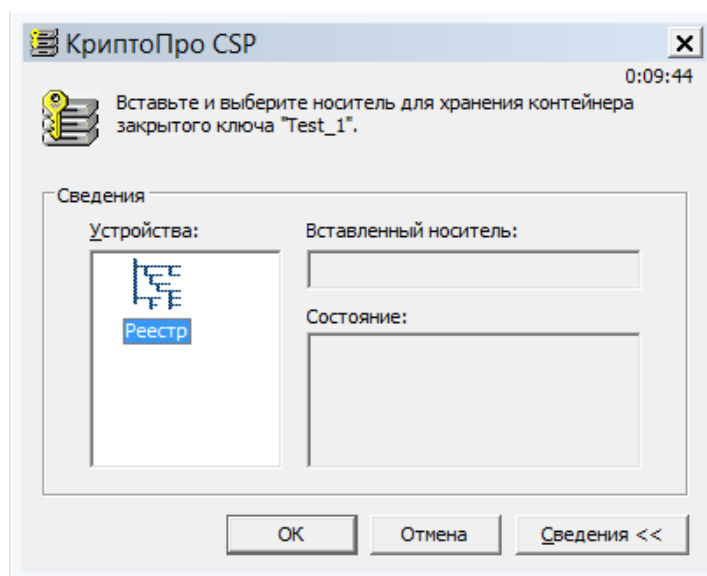 КриптоПро CSP
0:09:44
Вставьте и выберите носитель для хранения контейнера
закрытого ключа "Test_1".
Сведения
Устройства:
Вставленный носитель:
Реестр
Состояние:
ОК
Отмена
Сведения <<